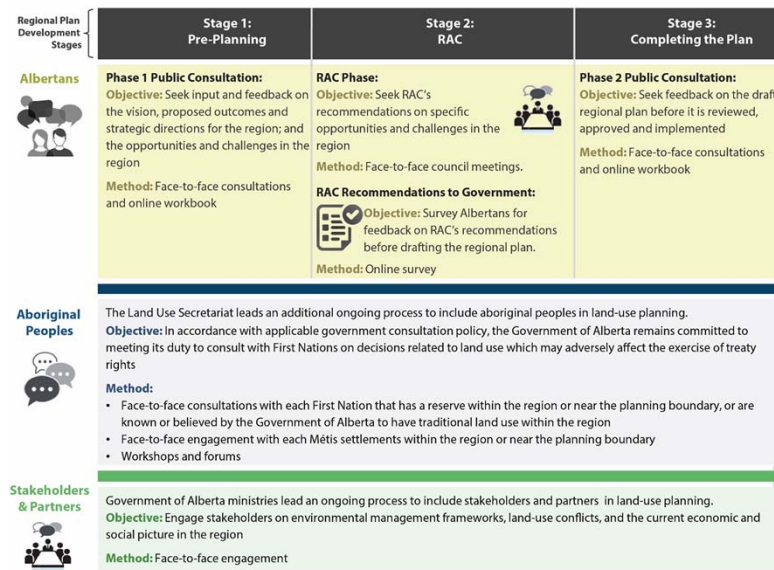 Regional Plan
Development
Stages
Stage 1:
Pre-Planning
Stage 2:
RAC
Stage 3:
Completing the Plan
Albertans
Phase 1 Public Consultation:
Objective: Seek input and feedback on
the vision, proposed outcomes and
strategic directions for the region; and
the opportunities and challenges in the
region
Method: Face-to-face consultations
and online workbook
RAC Phase:
Objective: Seek RAC's
recommendations on specific
opportunities and challenges in the
region
Method: Face-to-face council meetings.
RAC Recommendations to Government:
Objective: Survey Albertans for
feedback on RAC's recommendations
before drafting the regional plan.
Method: Online survey
Phase 2 Public Consultation:
Objective: Seek feedback on the draft
regional plan before it is reviewed,
approved and implemented
Method: Face-to-face consultations
and online workbook
Aboriginal
Peoples
The Land Use Secretariat leads an additional ongoing process to include aboriginal peoples in land-use planning.
Objective: In accordance with applicable government consultation policy, the Government of Alberta remains committed to
meeting its duty to consult with First Nations on decisions related to land use which may adversely affect the exercise of treaty
rights
Method:
• Face-to-face consultations with each First Nation that has a reserve within the region or near the planning boundary, or are
known or believed by the Government of Alberta to have traditional land use within the region
• Face-to-face engagement with each Métis settlements within the region or near the planning boundary
• Workshops and forums
Stakeholders
& Partners
Government of Alberta ministries lead an ongoing process to include stakeholders and partners in land-use planning.
Objective: Engage stakeholders on environmental management frameworks, land-use conflicts, and the current economic and
social picture in the region
Method: Face-to-face engagement